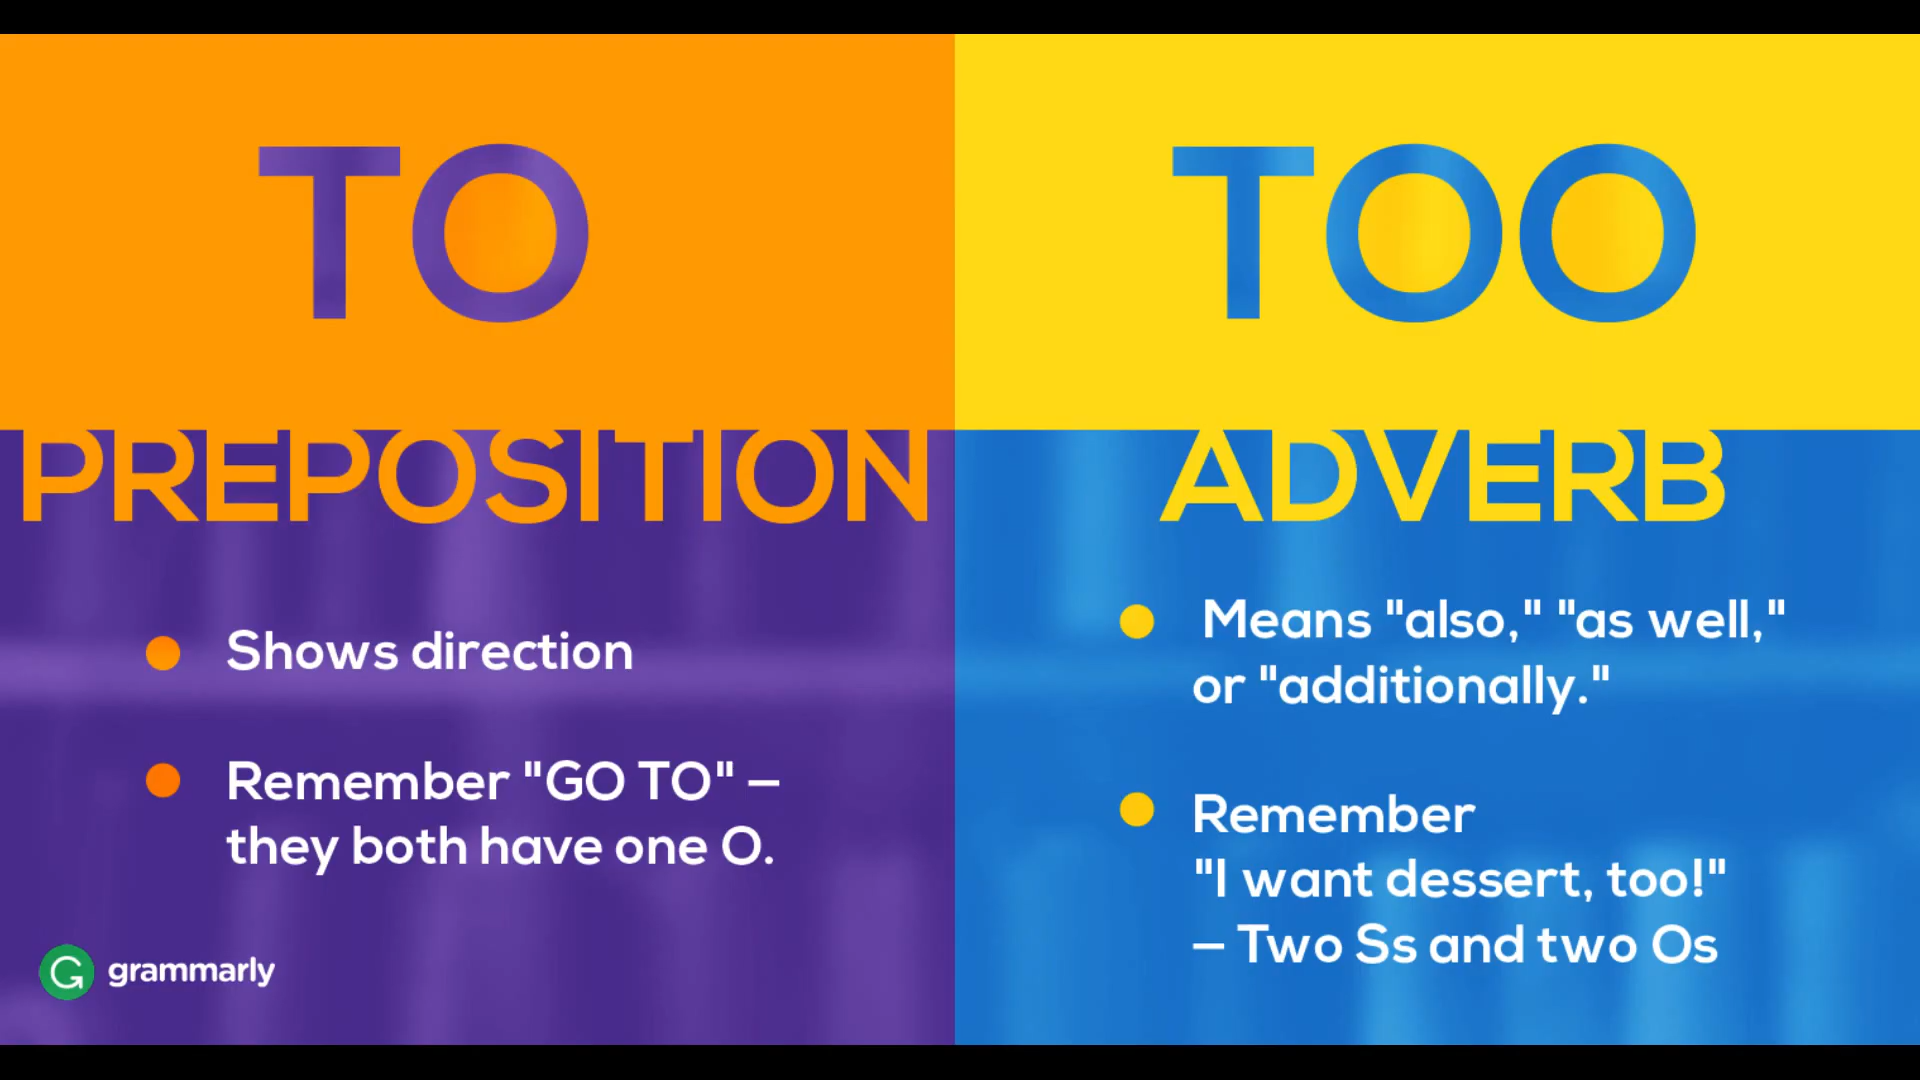 TO
PREPOSITION
Shows direction
Remember "GO TO" –
they both have one O.
grammarly
TOO
ADVERB
Means "also," "as well,"
or "additionally."
Remember
"I want dessert, too!"
– Two Ss and two Os